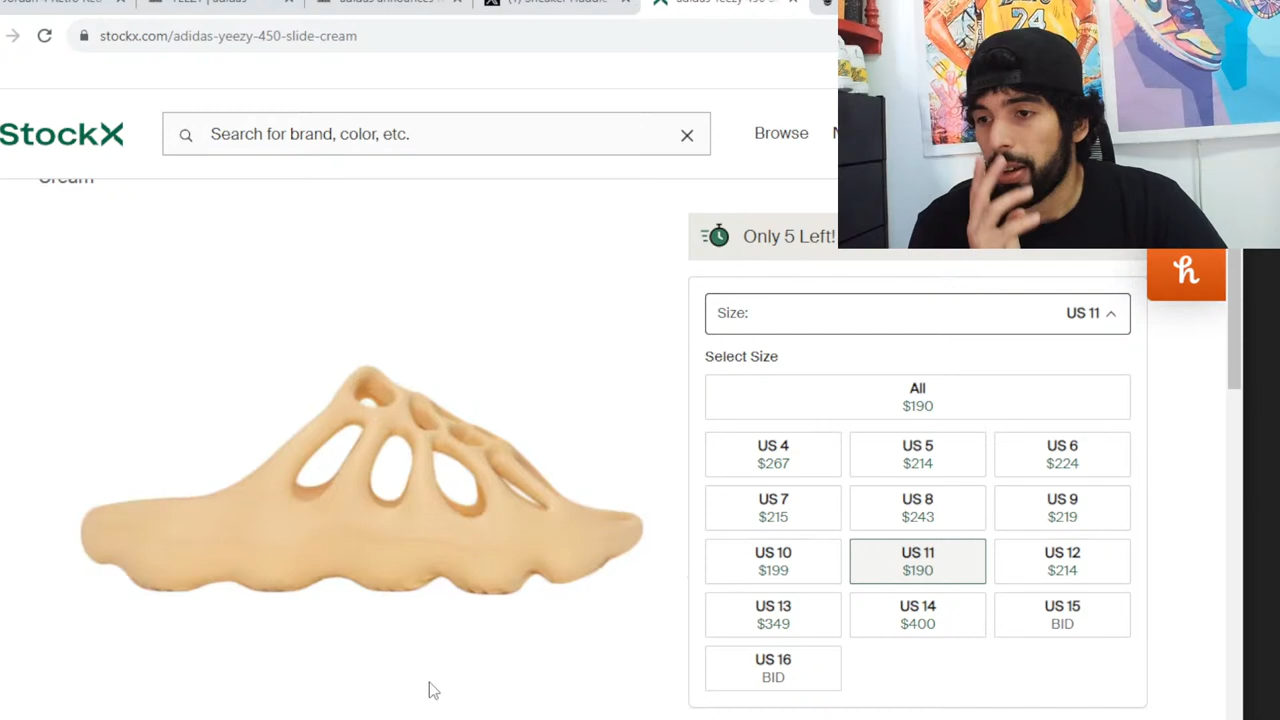 YEEZY | adidas
stockx.com/adidas-yeezy-450-slide-cream
StockX
Search for brand, color, etc.
Browse
Cream
24
Only 5 Left!
h
Size:
US 11
Select Size
All
$190
US 4
$267
US 5
$214
US 6
$224
US 7
$215
US 8
$243
US 9
$219
US 10
$199
US 11
$190
US 12
$214
US 13
$349
US 14
$400
US 15
BID
US 16
BID